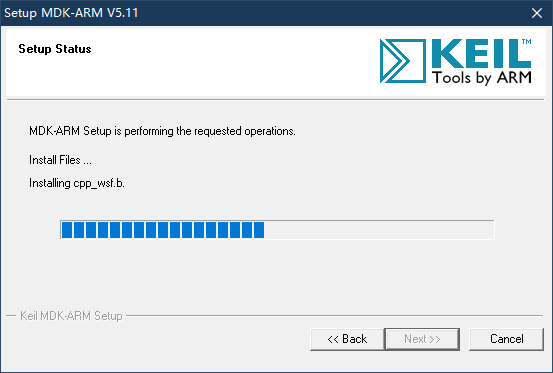 Setup MDK-ARM V5.11
Setup Status
KEIL™
Tools by ARM
MDK-ARM Setup is performing the requested operations.
Install Files ...
Installing cpp_wsf.b.
Keil MDK-ARM Setup
<< Back
Next >>
Cancel